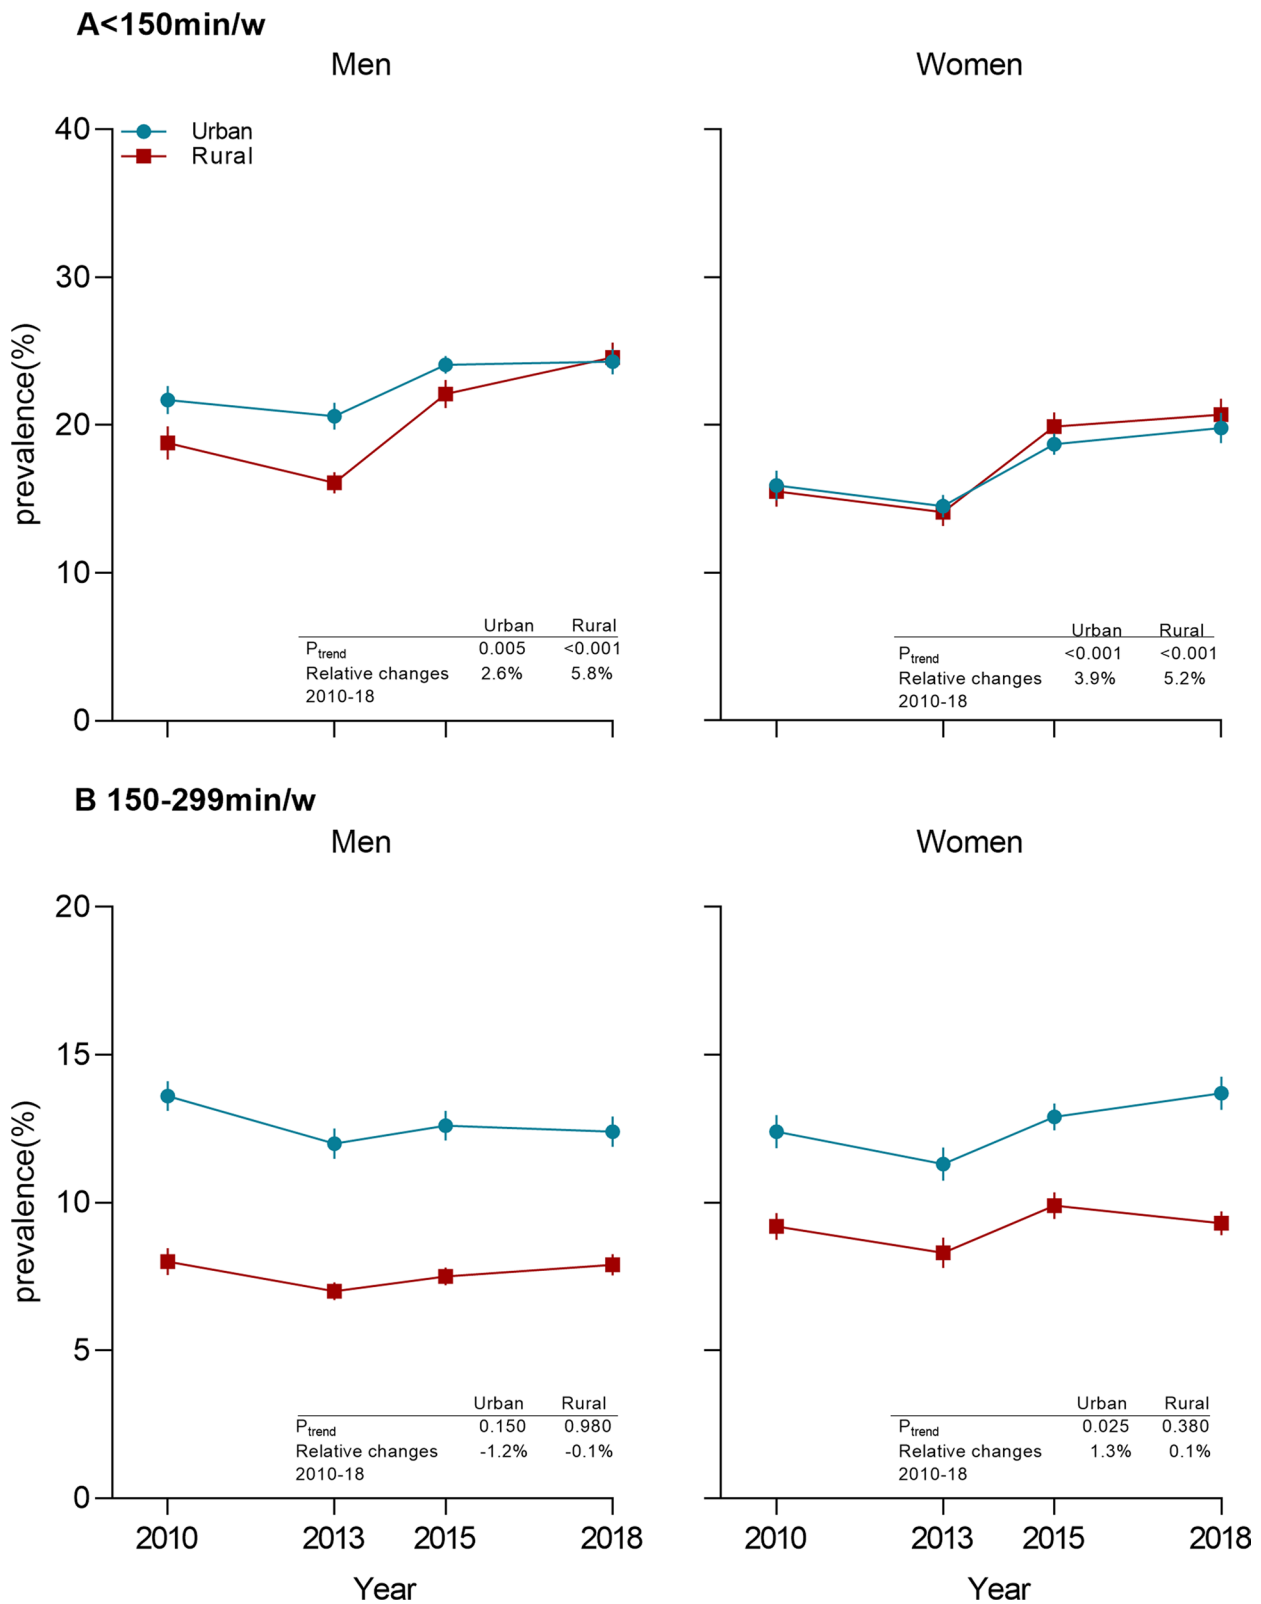 A<150min/w
Men
Women
Urban
Rural
40
30
20
10
0
prevalence(%)
Urban Rural
Ptrend 0.005 <0.001
Relative changes 2.6% 5.8%
2010-18
Urban Rural
Ptrend <0.001 <0.001
Relative changes 3.9% 5.2%
2010-18
B 150-299min/w
Men
Women
20
15
10
5
0
prevalence(%)
Urban Rural
Ptrend 0.150 0.980
Relative changes -1.2% -0.1%
2010-18
Urban Rural
Ptrend 0.025 0.380
Relative changes 1.3% 0.1%
2010-18
2010 2013 2015 2018
2010 2013 2015 2018
Year
Year